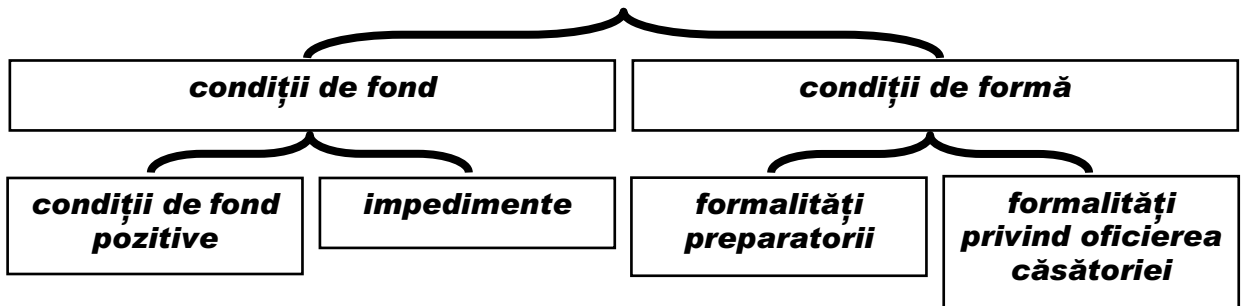 condiții de fond
condiții de formă
condiții de fond
pozitive
impedimente
formalități
preparatorii
formalități
privind oficierea
căsătoriei